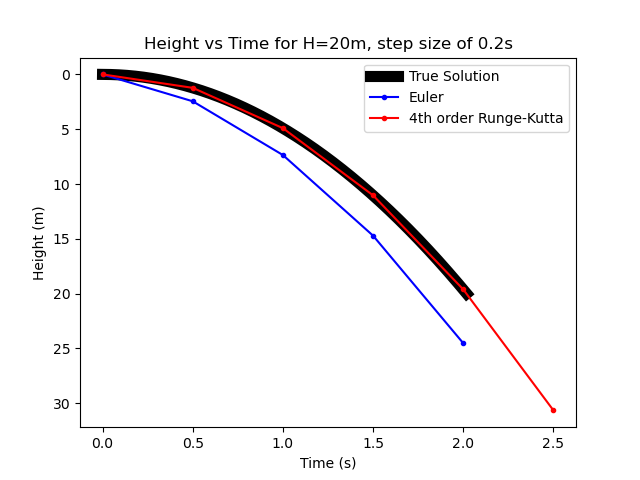 Height vs Time for H=20m, step size of 0.2s
True Solution
Euler
4th order Runge-Kutta
Height (m)
0
5
10
15
20
25
30
0.0 0.5 1.0 1.5 2.0 2.5
Time (s)